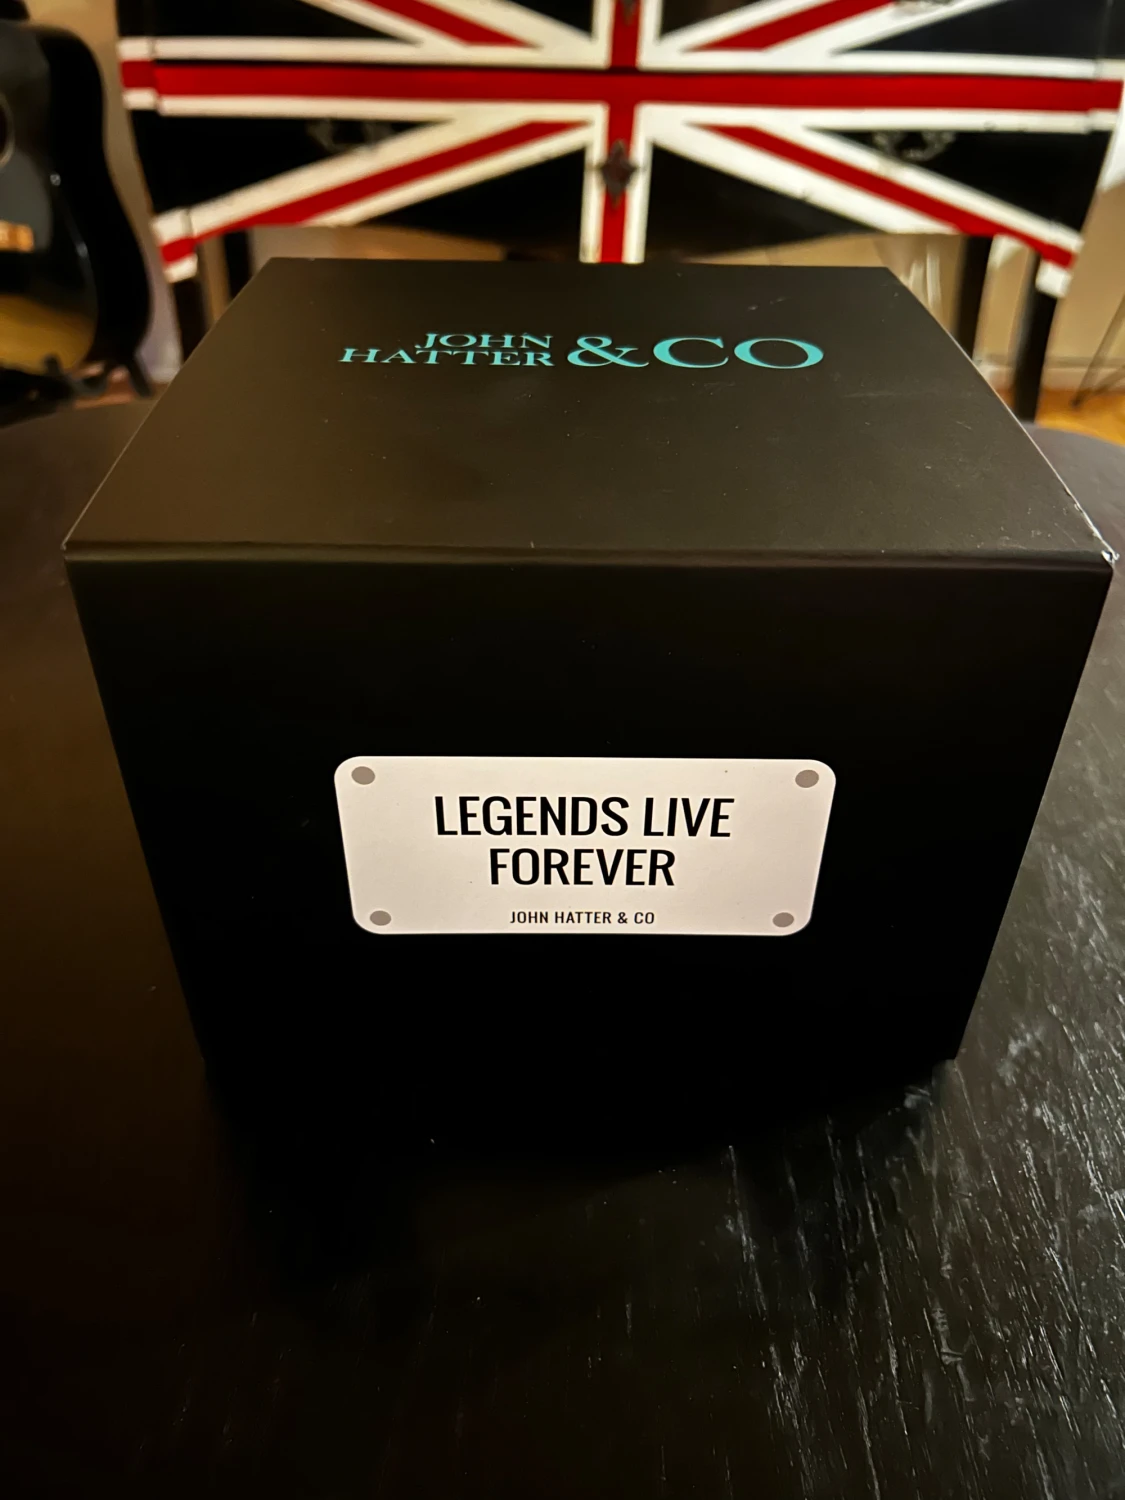 JOHN
HATTER &CO
LEGENDS LIVE
FOREVER
JOHN HATTER & CO